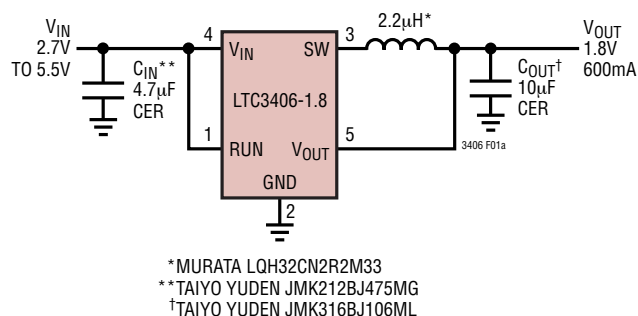 VIN
2.7V
TO 5.5V
CIN**
4.7µF
CER
4
VIN
SW
3
2.2µH*
LTC3406-1.8
1
RUN
VOUT
5
GND
2
COUT†
10µF
CER
VOUT
1.8V
600mA
3406 F01a
*MURATA LQH32CN2R2M33
**TAIYO YUDEN JMK212BJ475MG
†TAIYO YUDEN JMK316BJ106ML